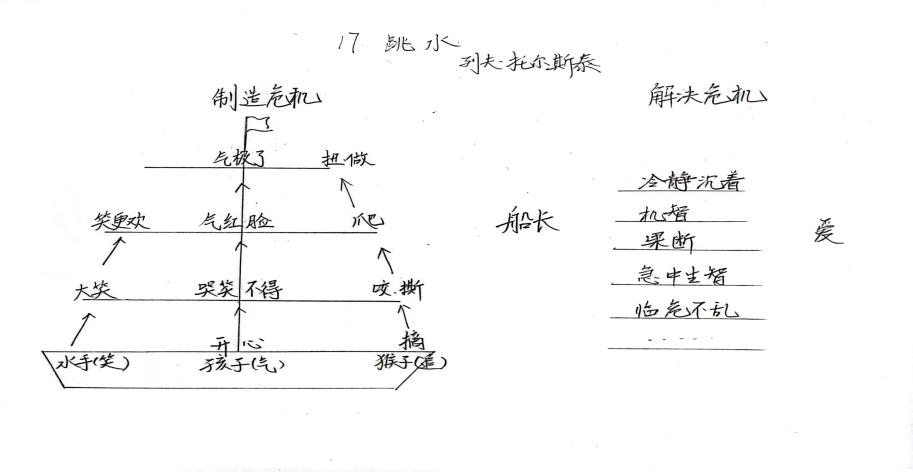 17 跳水
列夫·托尔斯泰
制造危机
解决危机
气极了 扭做
笑更欢 气红脸 爬
大笑 哭笑不得 咬.撕
开心 摘
水手(笑) 孩子(气) 猴子(逗)
船长
冷静沉着
机智
果断
急中生智
临危不乱
......
爱